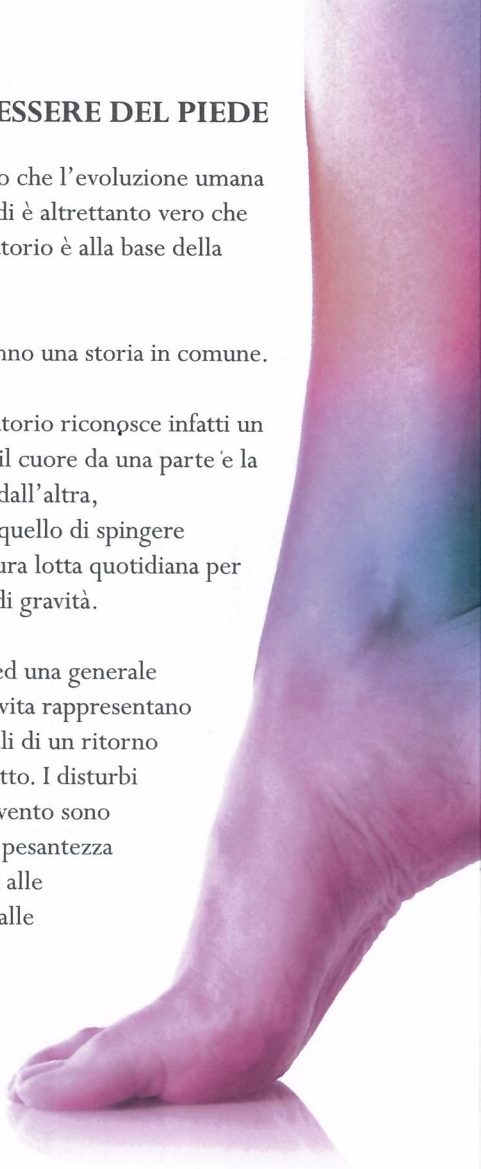 ESSERE DEL PIEDE
o che l'evoluzione umana
di è altrettanto vero che
torio è alla base della
nno una storia in comune.
torio riconosce infatti un
il cuore da una parte e la
dall'altra,
quello di spingere
ura lotta quotidiana per
di gravità.
ed una generale
vita rappresentano
li di un ritorno
tto. I disturbi
vento sono
pesantezza
alle
alle